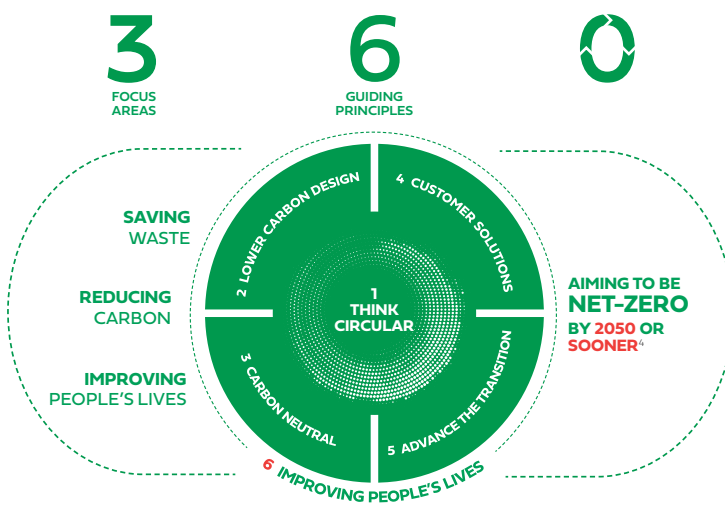 3
FOCUS
AREAS
6
GUIDING
PRINCIPLES
0
SAVING
WASTE
REDUCING
CARBON
IMPROVING
PEOPLE'S LIVES
1
THINK
CIRCULAR
2 LOWER CARBON DESIGN
3 CARBON NEUTRAL
4 CUSTOMER SOLUTIONS
5 ADVANCE THE TRANSITION
6 IMPROVING PEOPLE'S LIVES
AIMING TO BE
NET-ZERO
BY 2050 OR
SOONER⁴